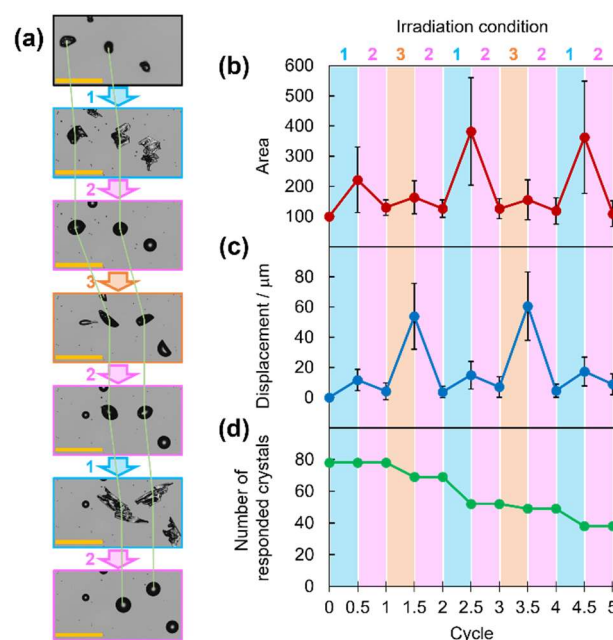 (a)
1
2
3
2
1
2
Irradiation condition
1 2 3 2 1 2 3 2 1 2
(b)
Area
600
500
400
300
200
100
(c)
Displacement / μm
80
60
40
20
0
(d)
Number of
responded crystals
80
60
40
20
0
0 0.5 1 1.5 2 2.5 3 3.5 4 4.5 5
Cycle